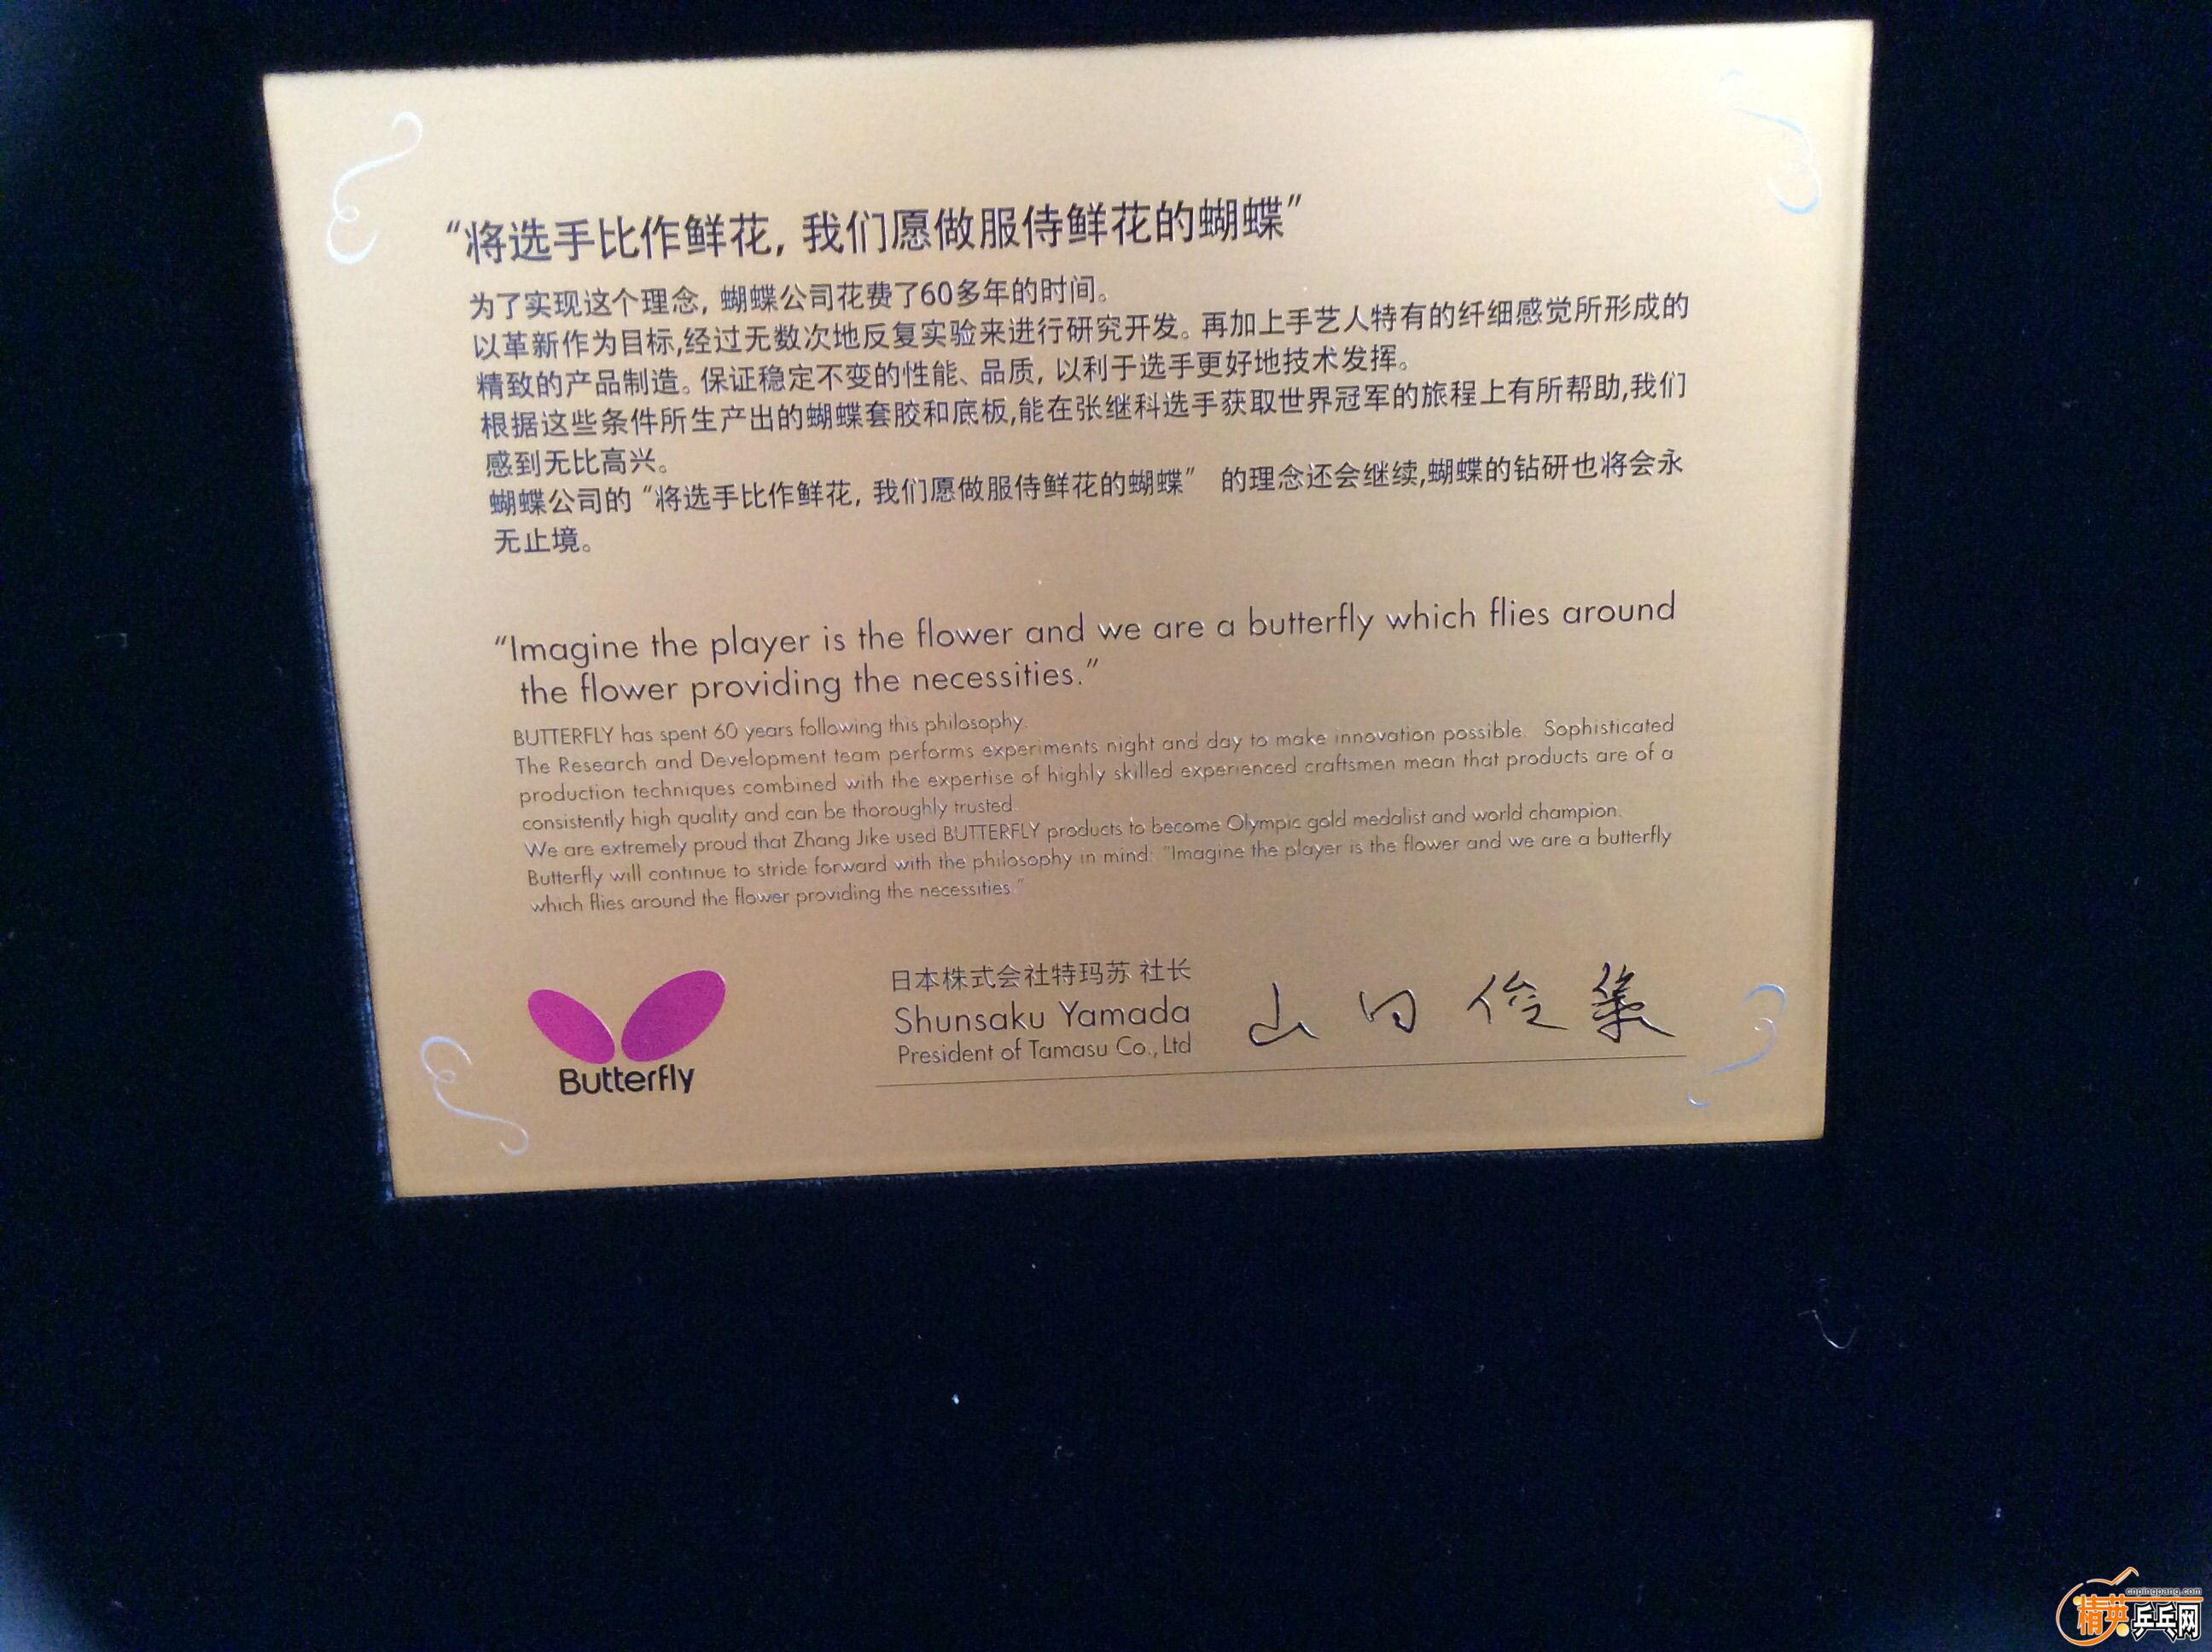 “将选手比作鲜花，我们愿做服侍鲜花的蝴蝶”
为了实现这个理念，蝴蝶公司花费了60多年的时间。
以革新作为目标,经过无数次地反复实验来进行研究开发。再加上手艺人特有的纤细感觉所形成的
精致的产品制造。保证稳定不变的性能、品质，以利于选手更好地技术发挥。
根据这些条件所生产出的蝴蝶套胶和底板,能在张继科选手获取世界冠军的旅程上有所帮助,我们
感到无比高兴。
蝴蝶公司的“将选手比作鲜花，我们愿做服侍鲜花的蝴蝶” 的理念还会继续,蝴蝶的钻研也将会永
无止境。
“Imagine the player is the flower and we are a butterfly which flies around
the flower providing the necessities.”
BUTTERFLY has spent 60 years following this philosophy.
The Research and Development team performs experiments night and day to make innovation possible. Sophisticated
production techniques combined with the expertise of highly skilled experienced craftsmen mean that products are of a
consistently high quality and can be thoroughly trusted.
We are extremely proud that Zhang Jike used BUTTERFLY products to become Olympic gold medalist and world champion.
Butterfly will continue to stride forward with the philosophy in mind: “Imagine the player is the flower and we are a butterfly
which flies around the flower providing the necessities.”
Butterfly
日本株式会社特玛苏 社长
Shunsaku Yamada
President of Tamasu Co., Ltd
cnpingpang.com
精英乒乓网